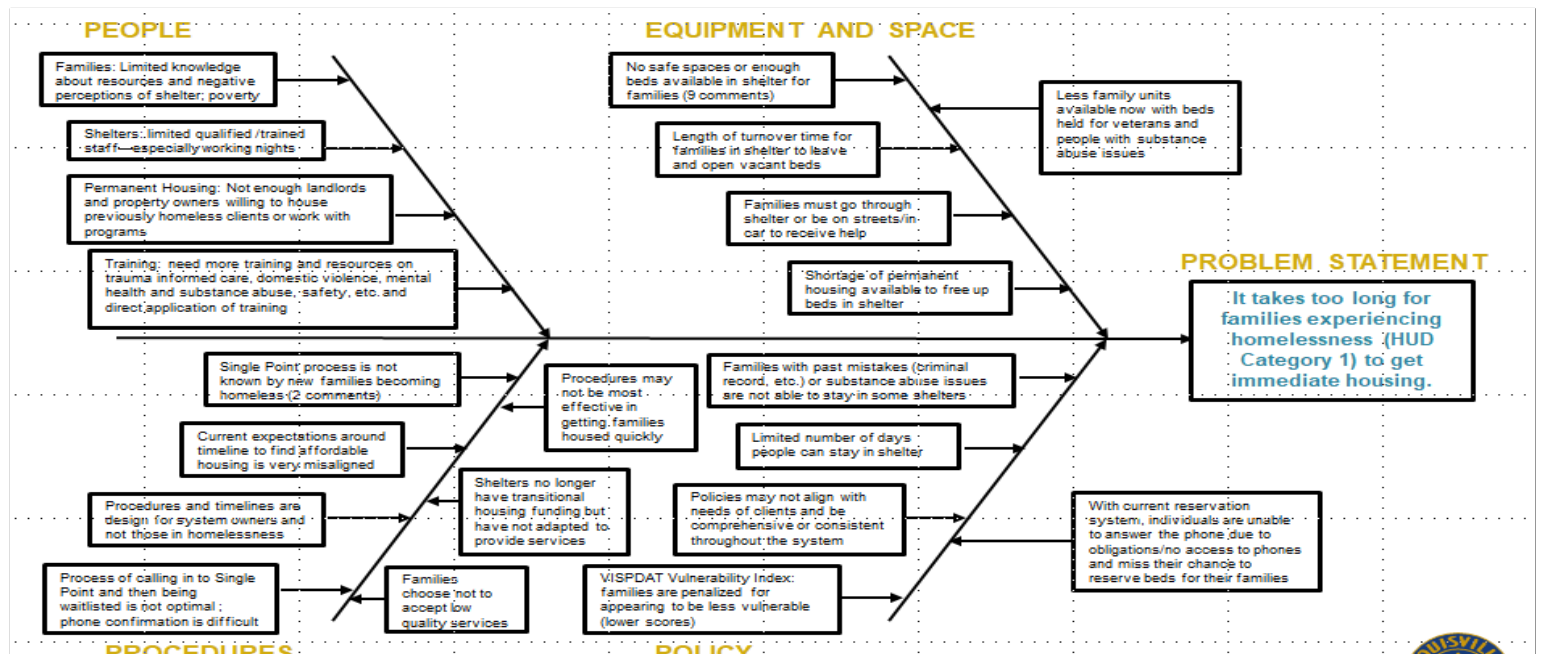 PEOPLE
Families: Limited knowledge
about resources and negative
perceptions of shelter; poverty
Shelters: limited qualified /trained
staff—especially working nights
Permanent Housing: Not enough landlords
and property owners willing to house
previously homeless clients or work with
programs
Training: need more training and resources on
trauma informed care, domestic violence, mental
health and substance abuse, safety, etc. and
direct application of training
EQUIPMENT AND SPACE
No safe spaces or enough
beds available in shelter for
families (9 comments)
Less family units
available now with beds
held for veterans and
people with substance
abuse issues
Length of turnover time for
families in shelter to leave
and open vacant beds
Families must go through
shelter or be on streets/in
car to receive help
Shortage of permanent
housing available to free up
beds in shelter
PROBLEM STATEMENT
It takes too long for
families experiencing
homelessness (HUD
Category 1) to get
immediate housing.
Single Point process is not
known by new families becoming
homeless (2 comments)
Procedures may
not be most
effective in
getting families
housed quickly
Current expectations around
timeline to find affordable
housing is very misaligned
Shelters no longer
have transitional
housing funding but
have not adapted to
provide services
Procedures and timelines are
design for system owners and
not those in homelessness
Process of calling in to Single
Point and then being
waitlisted is not optimal ;
phone confirmation is difficult
Families
choose not to
accept low
quality services
PROCEDURES
Families with past mistakes (criminal
record, etc.) or substance abuse issues
are not able to stay in some shelters
Limited number of days
people can stay in shelter
Policies may not align with
needs of clients and be
comprehensive or consistent
throughout the system
With current reservation
system, individuals are unable
to answer the phone due to
obligations/no access to phones
and miss their chance to
reserve beds for their families
VISPDAT Vulnerability Index:
families are penalized for
appearing to be less vulnerable
(lower scores)
POLICY